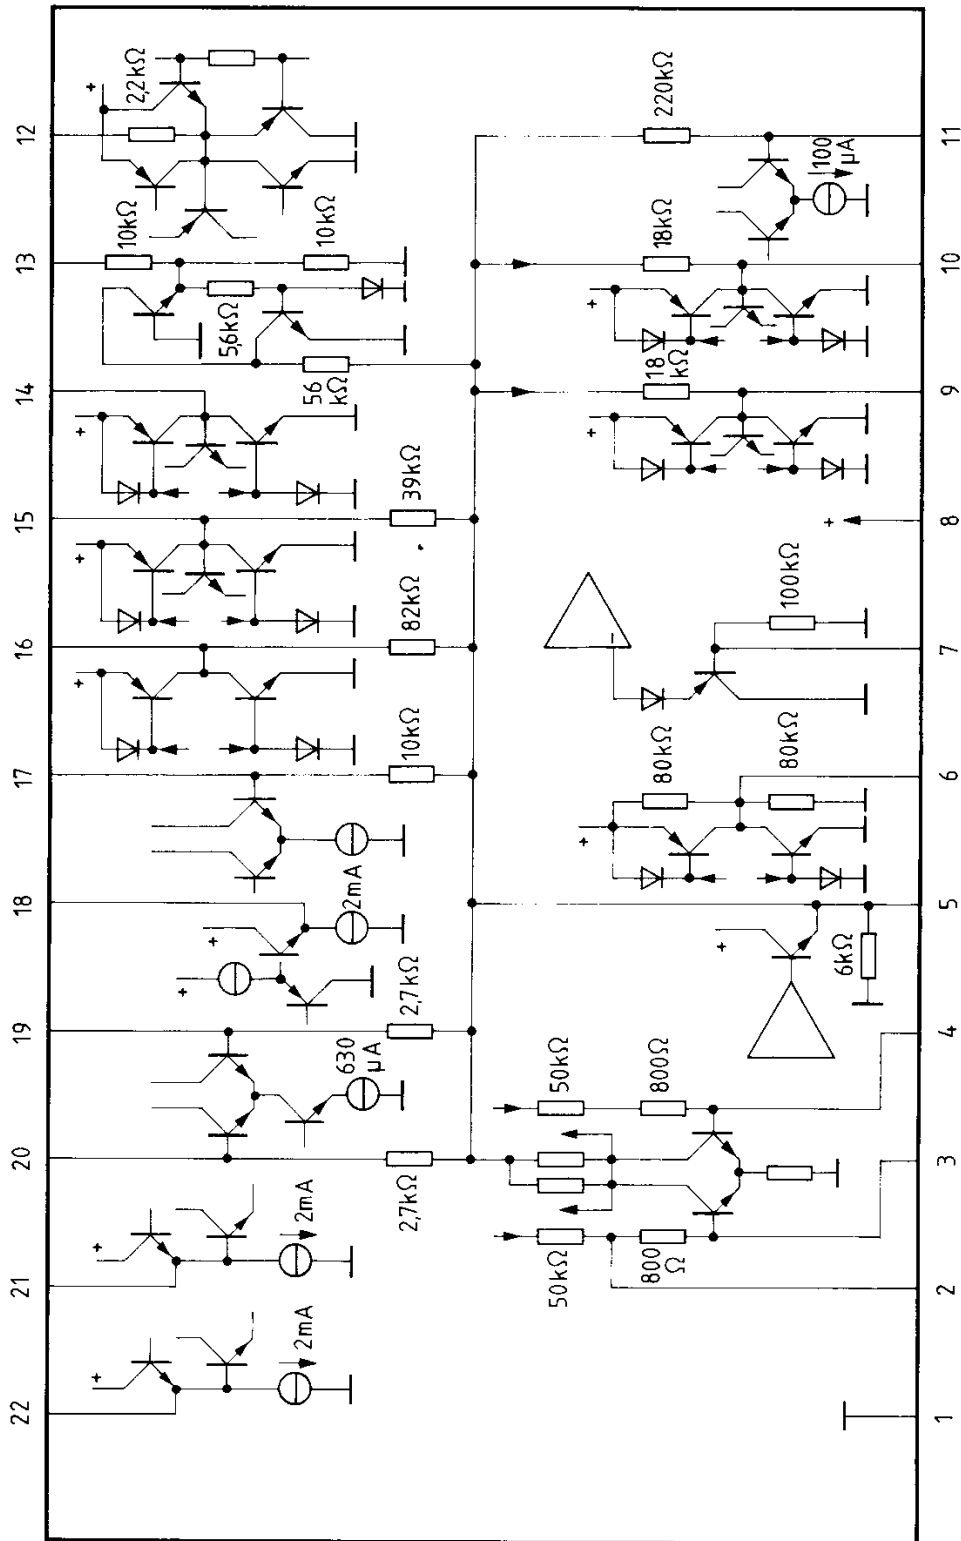 22 21 20 19 18 17 16 15 14 13 12
+ + + + + +
10kΩ 2,2kΩ
+ +
5,6kΩ
2mA 2mA 56 kΩ 10kΩ
630 µA 2mA
2,7kΩ 2,7kΩ 10kΩ 82kΩ 39kΩ
50kΩ 50kΩ + + +
800 Ω 800Ω 80kΩ 18 kΩ 18kΩ 220kΩ
+
80kΩ 100kΩ
6kΩ + 100 µA
1 2 3 4 5 6 7 8 9 10 11